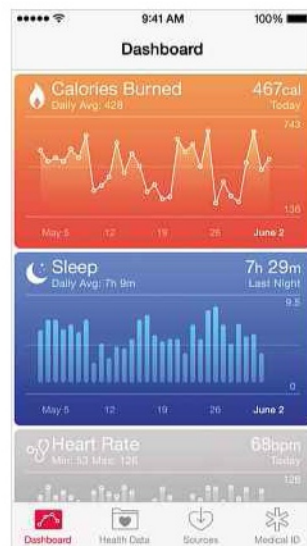 9:41 AM 100%
Dashboard
Calories Burned 467cal
Daily Avg: 428 Today
743
136
May 5 12 19 26 June 2
Sleep 7h 29m
Daily Avg: 7h 9m Last Night
9.5
0
May 5 12 19 26 June 2
Heart Rate 68bpm
Min: 53 Max: 126 Today
126
Dashboard Health Data Sources Medical ID